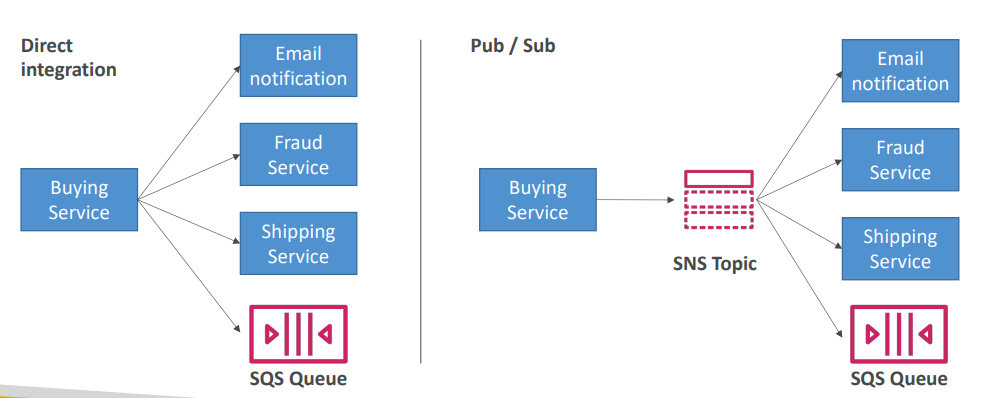 Direct
integration
Email
notification
Fraud
Service
Buying
Service
Shipping
Service
SQS Queue
Pub / Sub
Buying
Service
SNS Topic
Email
notification
Fraud
Service
Shipping
Service
SQS Queue